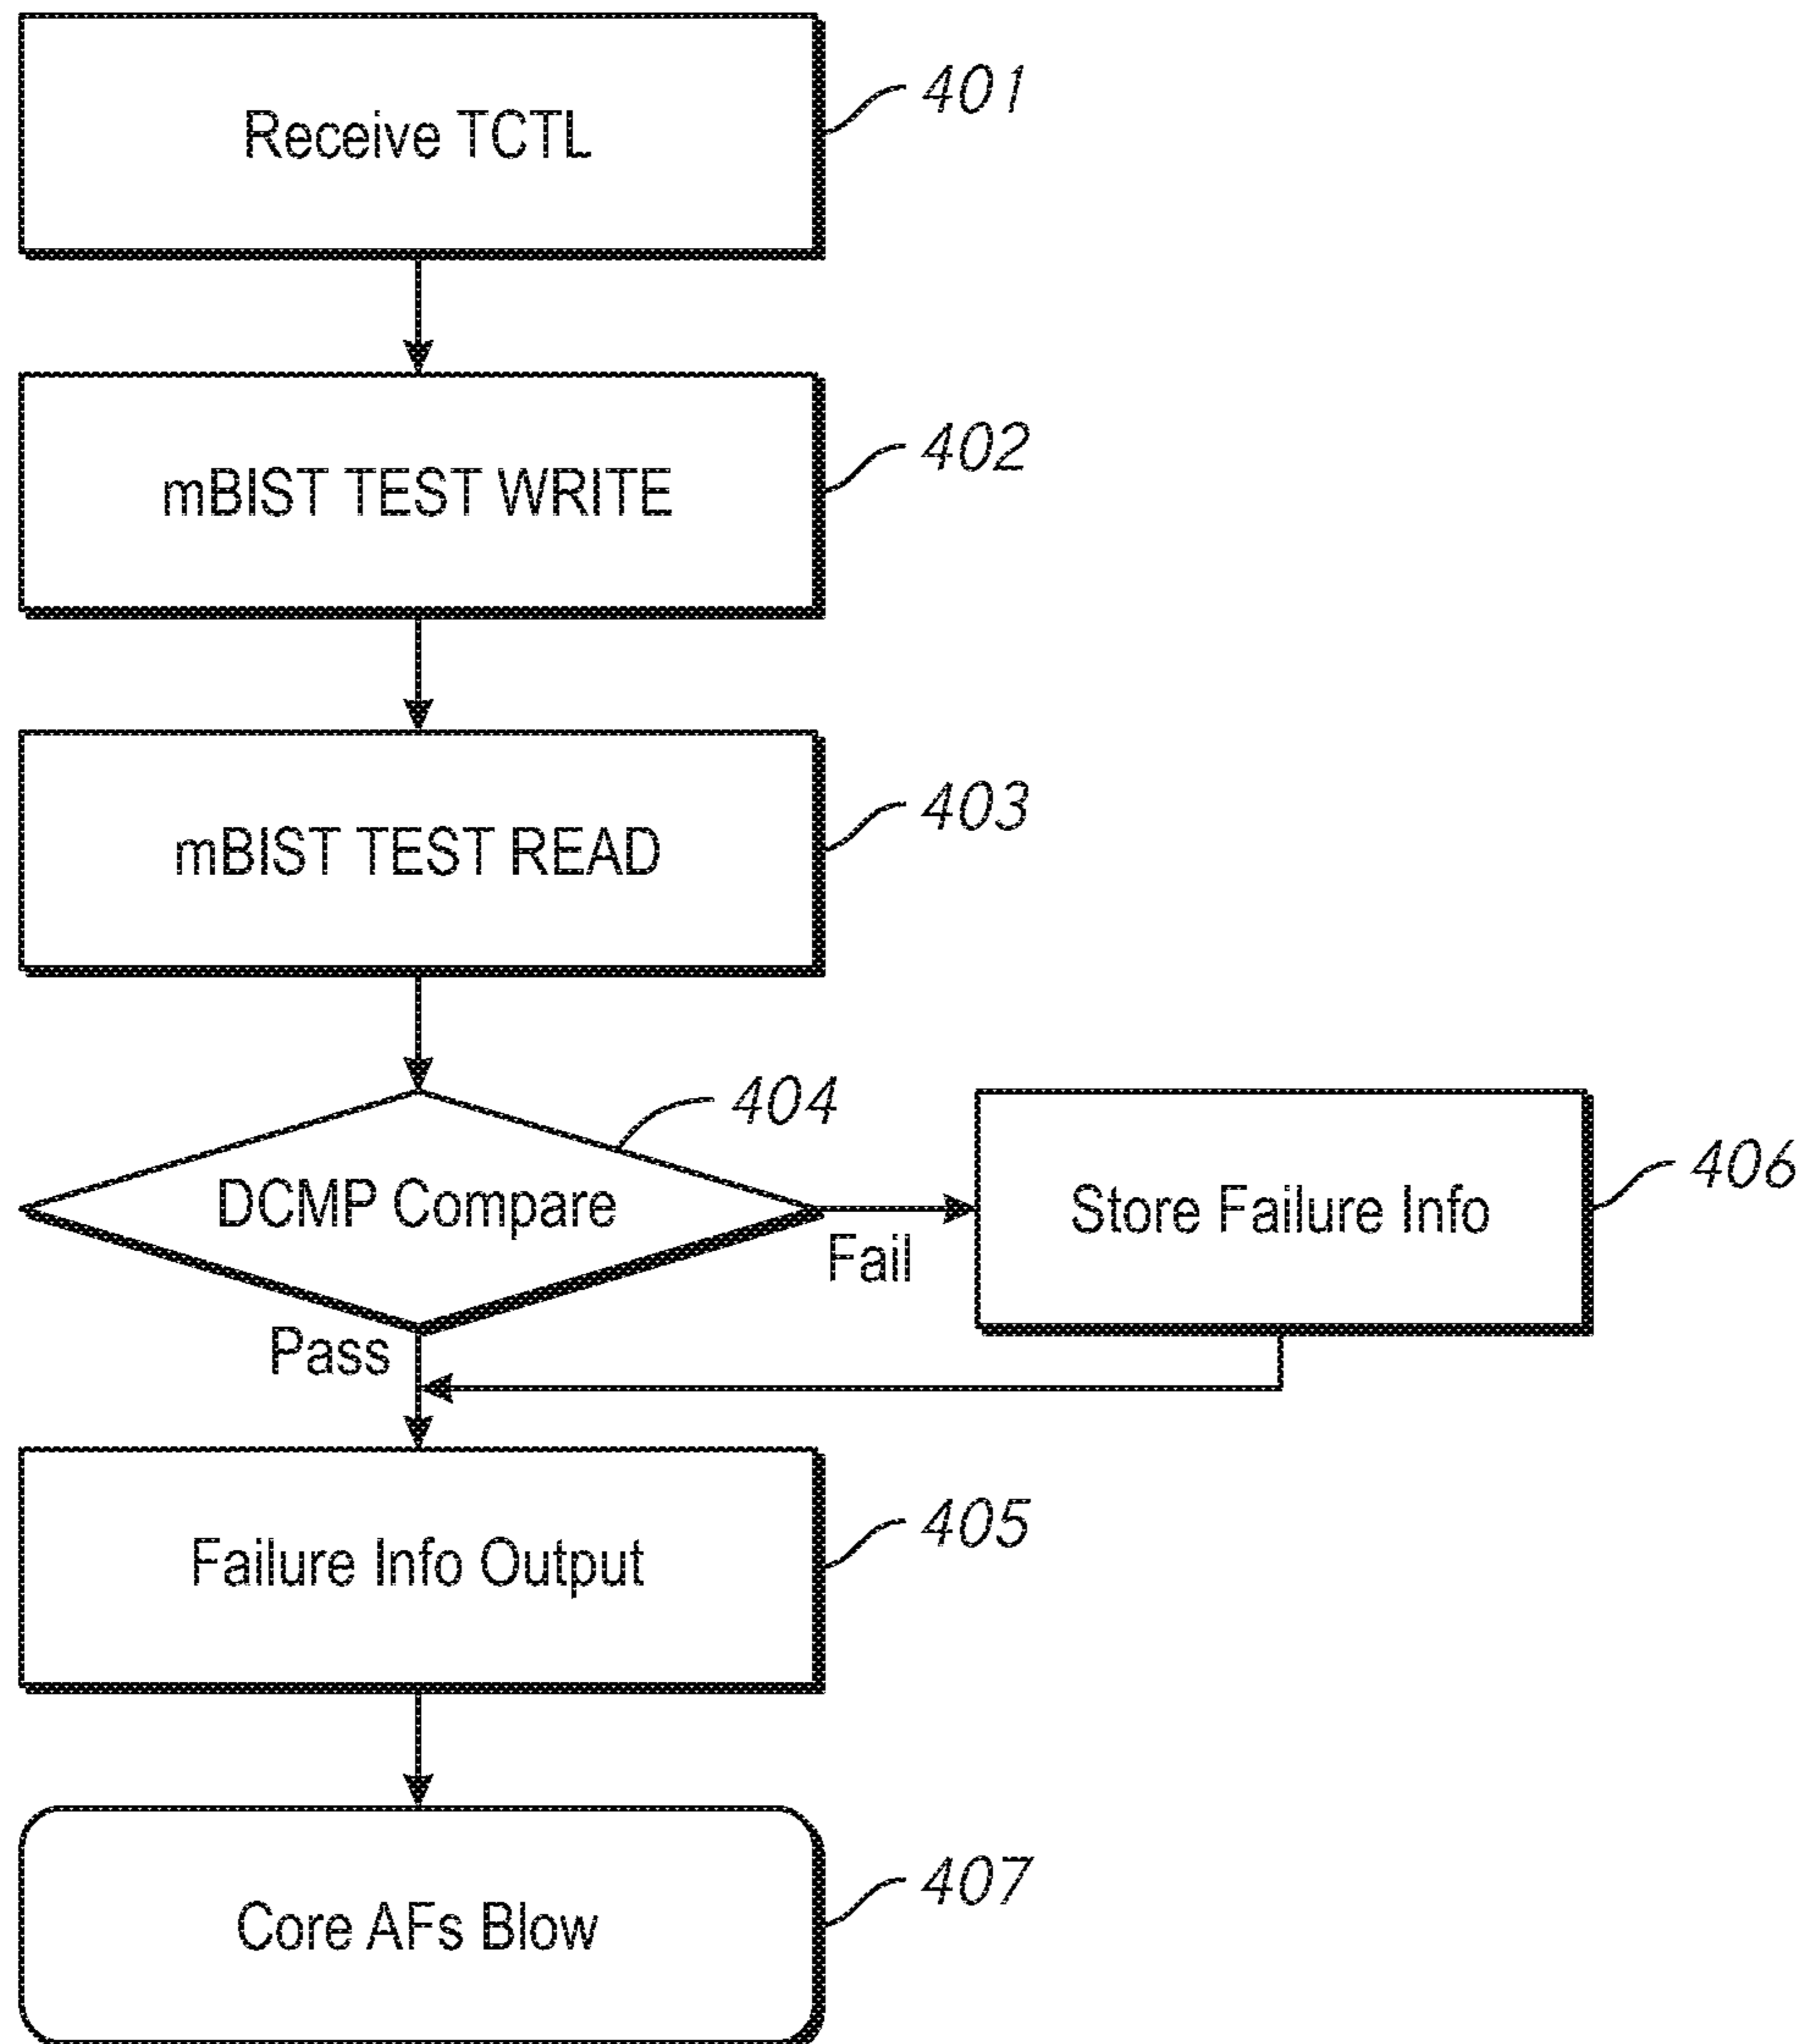 Receive TCTL
401
mBIST TEST WRITE
402
mBIST TEST READ
403
DCMP Compare
404
Fail
Store Failure Info
406
Pass
Failure Info Output
405
Core AFs Blow
407